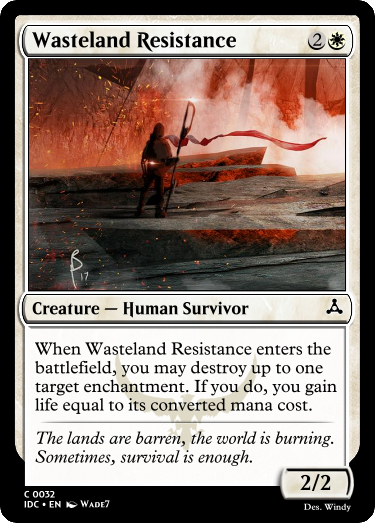 Wasteland Resistance 2
Creature — Human Survivor
When Wasteland Resistance enters the
battlefield, you may destroy up to one
target enchantment. If you do, you gain
life equal to its converted mana cost.
The lands are barren, the world is burning.
Sometimes, survival is enough.
2/2
C 0032
IDC • EN Wade7
Des. Windy